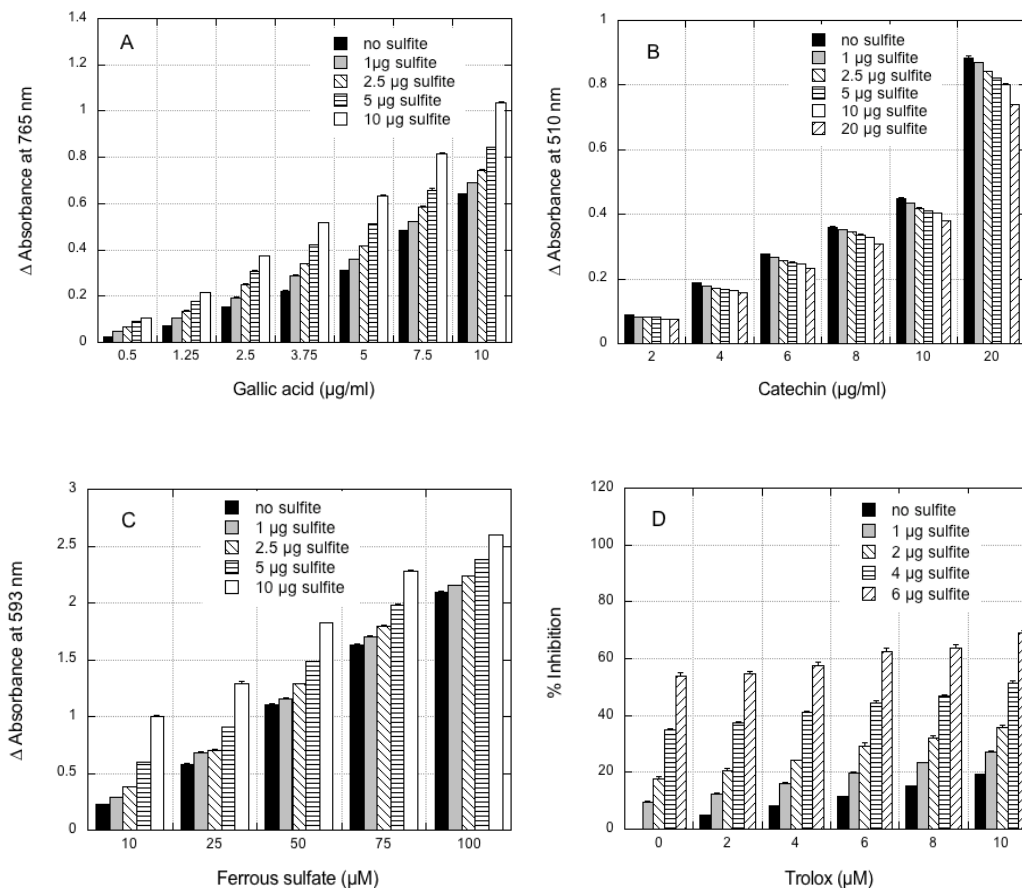 A
no sulfite
1µg sulfite
2.5 µg sulfite
5 µg sulfite
10 µg sulfite
1.4
1.2
1
0.8
0.6
0.4
0.2
0
Δ Absorbance at 765 nm
0.5 1.25 2.5 3.75 5 7.5 10
Gallic acid (µg/ml)
B
no sulfite
1 µg sulfite
2.5 µg sulfite
5 µg sulfite
10 µg sulfite
20 µg sulfite
1
0.8
0.6
0.4
0.2
0
Δ Absorbance at 510 nm
2 4 6 8 10 20
Catechin (µg/ml)
C
no sulfite
1 µg sulfite
2.5 µg sulfite
5 µg sulfite
10 µg sulfite
3
2.5
2
1.5
1
0.5
0
Δ Absorbance at 593 nm
10 25 50 75 100
Ferrous sulfate (µM)
D
no sulfite
1 µg sulfite
2 µg sulfite
4 µg sulfite
6 µg sulfite
120
100
80
60
40
20
0
% Inhibition
0 2 4 6 8 10
Trolox (µM)